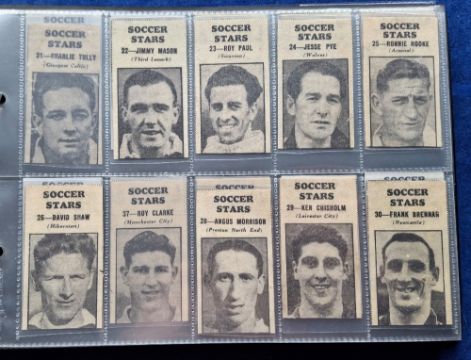 SOCCER
SOCCER
STARS
21—CHARLIE TULLY
(Glasgow Celtic)
SOCCER
STARS
22—JIMMY MASON
(Third Lanark)
SOCCER
STARS
23—ROY PAUL
(Swansea)
SOCCER
STARS
24—JESSE PYE
(Wolves)
SOCCER
STARS
25—RONNIE ROOKE
(Arsenal)
SOCCER
STARS
26—DAVID SHAW
(Hibernian)
SOCCER
STARS
27—ROY CLARKE
(Manchester City)
SOCCER
STARS
28—ANGUS MORRISON
(Preston North End)
SOCCER
STARS
29—KEN CHISHOLM
(Leicester City)
SOCCER
STARS
30—FRANK BRENNAN
(Newcastle)